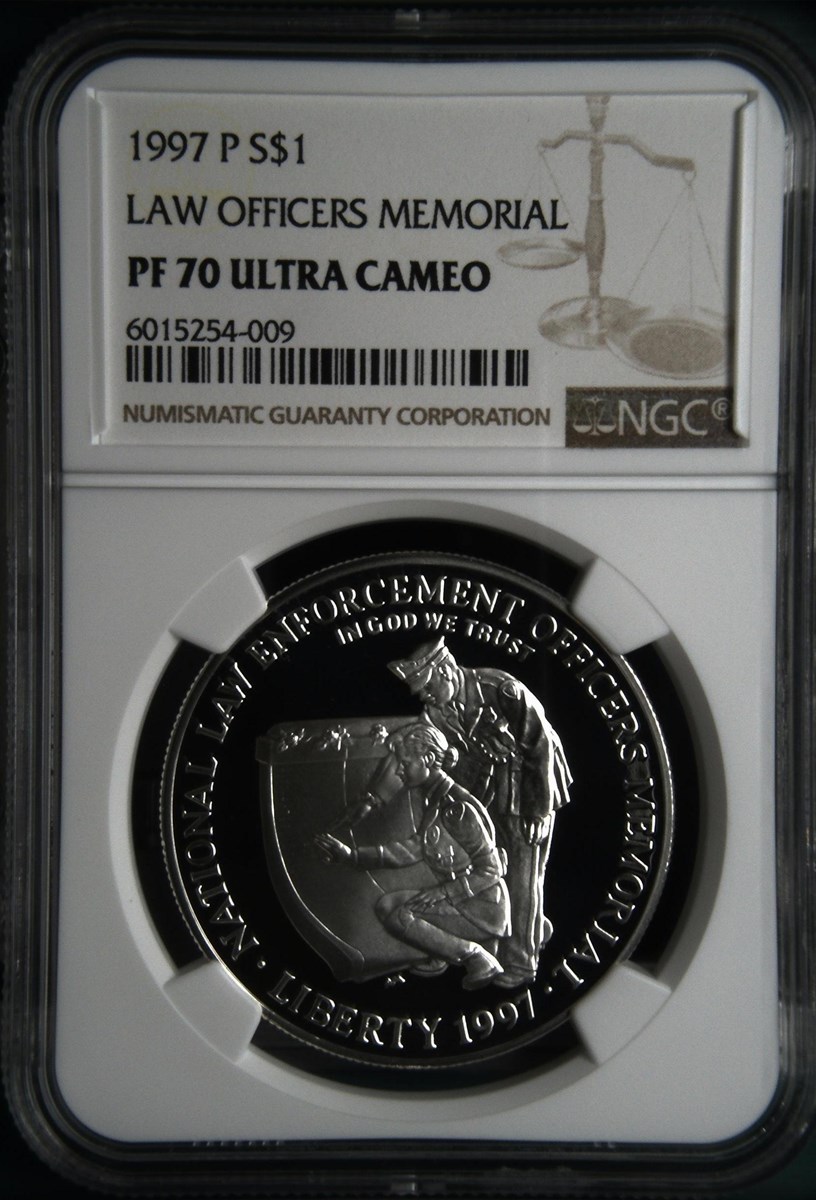 1997 P S$1
LAW OFFICERS MEMORIAL
PF 70 ULTRA CAMEO
6015254-009
NUMISMATIC GUARANTY CORPORATION
NGC®
NATIONAL LAW ENFORCEMENT OFFICERS MEMORIAL
IN GOD WE TRUST
· LIBERTY 1997 ·